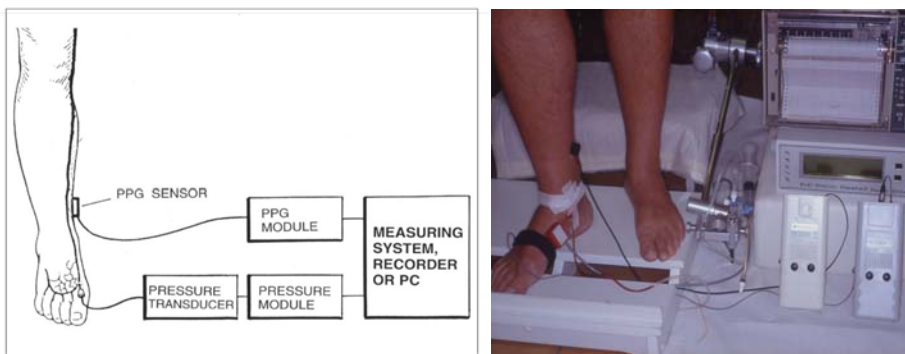 PPG SENSOR
PPG
MODULE
MEASURING
SYSTEM,
RECORDER
OR PC
PRESSURE
TRANSDUCER
PRESSURE
MODULE